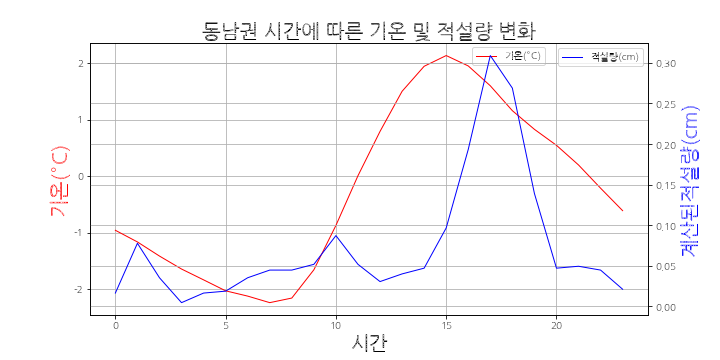 동남권 시간에 따른 기온 및 적설량 변화
기온(°C)
적설량(cm)
2
1
0
-1
-2
0,30
0,25
0,20
0,15
0,10
0,05
0,00
기온(°C)
계산된적설량(cm)
0 5 10 15 20
시간